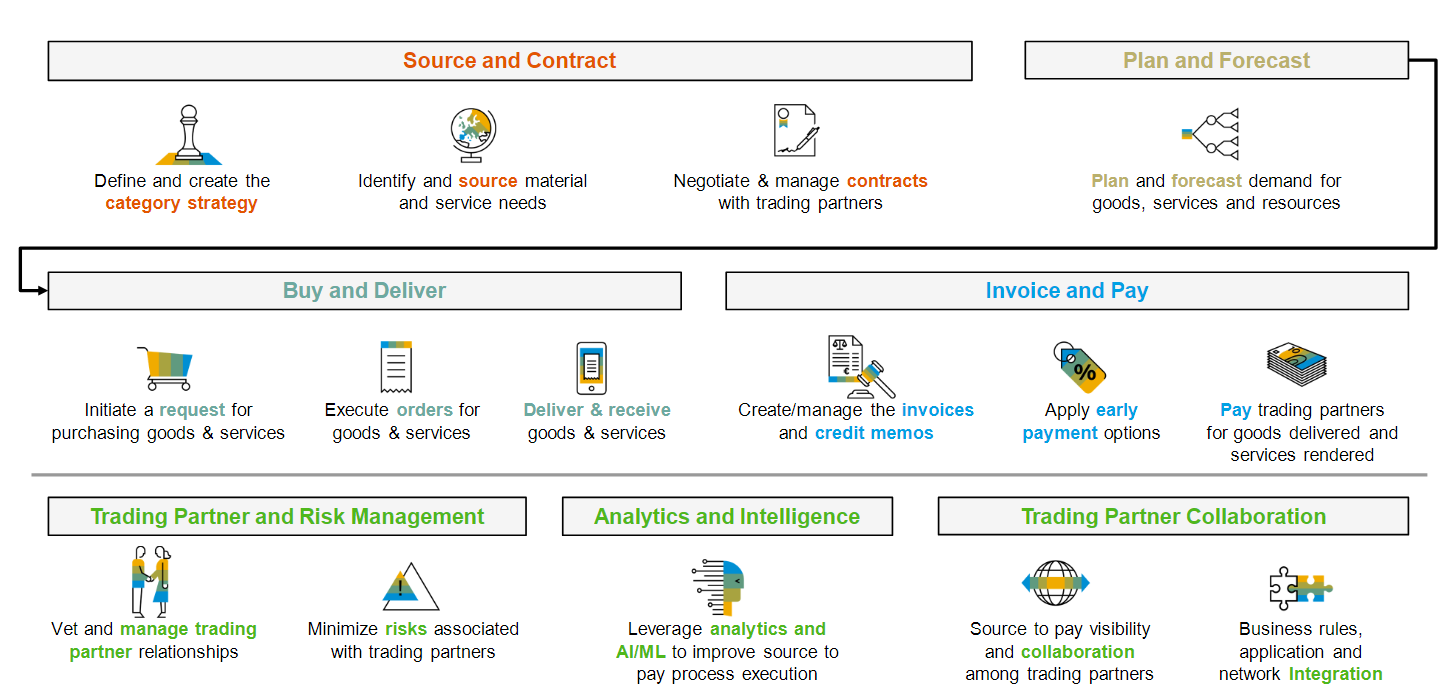 Source and Contract
Plan and Forecast
Define and create the
category strategy
Identify and source material
and service needs
Negotiate & manage contracts
with trading partners
Plan and forecast demand for
goods, services and resources
Buy and Deliver
Invoice and Pay
Initiate a request for
purchasing goods & services
Execute orders for
goods & services
Deliver & receive
goods & services
€
Create/manage the invoices
and credit memos
%
Apply early
payment options
Pay trading partners
for goods delivered and
services rendered
Trading Partner and Risk Management
Analytics and Intelligence
Trading Partner Collaboration
Vet and manage trading
partner relationships
!
Minimize risks associated
with trading partners
Leverage analytics and
AI/ML to improve source to
pay process execution
Source to pay visibility
and collaboration
among trading partners
Business rules,
application and
network Integration